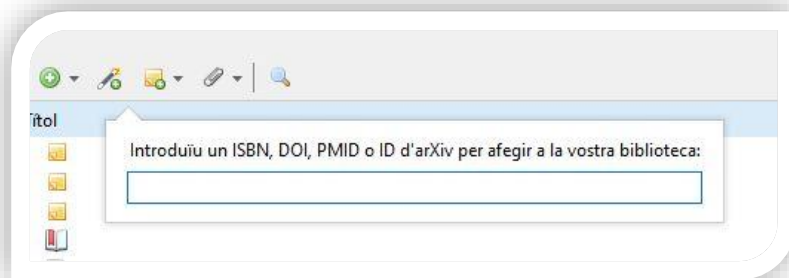 Títol
Introduïu un ISBN, DOI, PMID o ID d'arXiv per afegir a la vostra biblioteca: